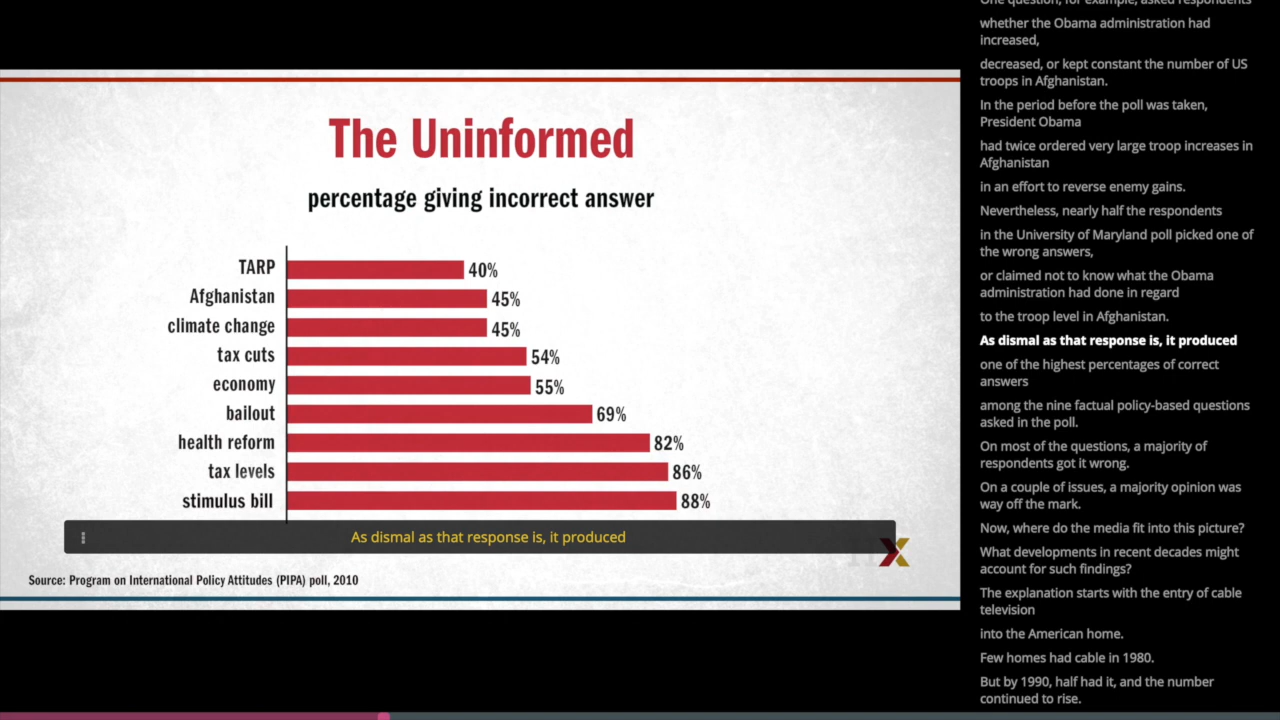 The Uninformed
percentage giving incorrect answer
TARP 40%
Afghanistan 45%
climate change 45%
tax cuts 54%
economy 55%
bailout 69%
health reform 82%
tax levels 86%
stimulus bill 88%
As dismal as that response is, it produced
X
Source: Program on International Policy Attitudes (PIPA) poll, 2010
One question, for example, asked respondents
whether the Obama administration had
increased,
decreased, or kept constant the number of US
troops in Afghanistan.
In the period before the poll was taken,
President Obama
had twice ordered very large troop increases in
Afghanistan
in an effort to reverse enemy gains.
Nevertheless, nearly half the respondents
in the University of Maryland poll picked one of
the wrong answers,
or claimed not to know what the Obama
administration had done in regard
to the troop level in Afghanistan.
As dismal as that response is, it produced
one of the highest percentages of correct
answers
among the nine factual policy-based questions
asked in the poll.
On most of the questions, a majority of
respondents got it wrong.
On a couple of issues, a majority opinion was
way off the mark.
Now, where do the media fit into this picture?
What developments in recent decades might
account for such findings?
The explanation starts with the entry of cable
television
into the American home.
Few homes had cable in 1980.
But by 1990, half had it, and the number
continued to rise.